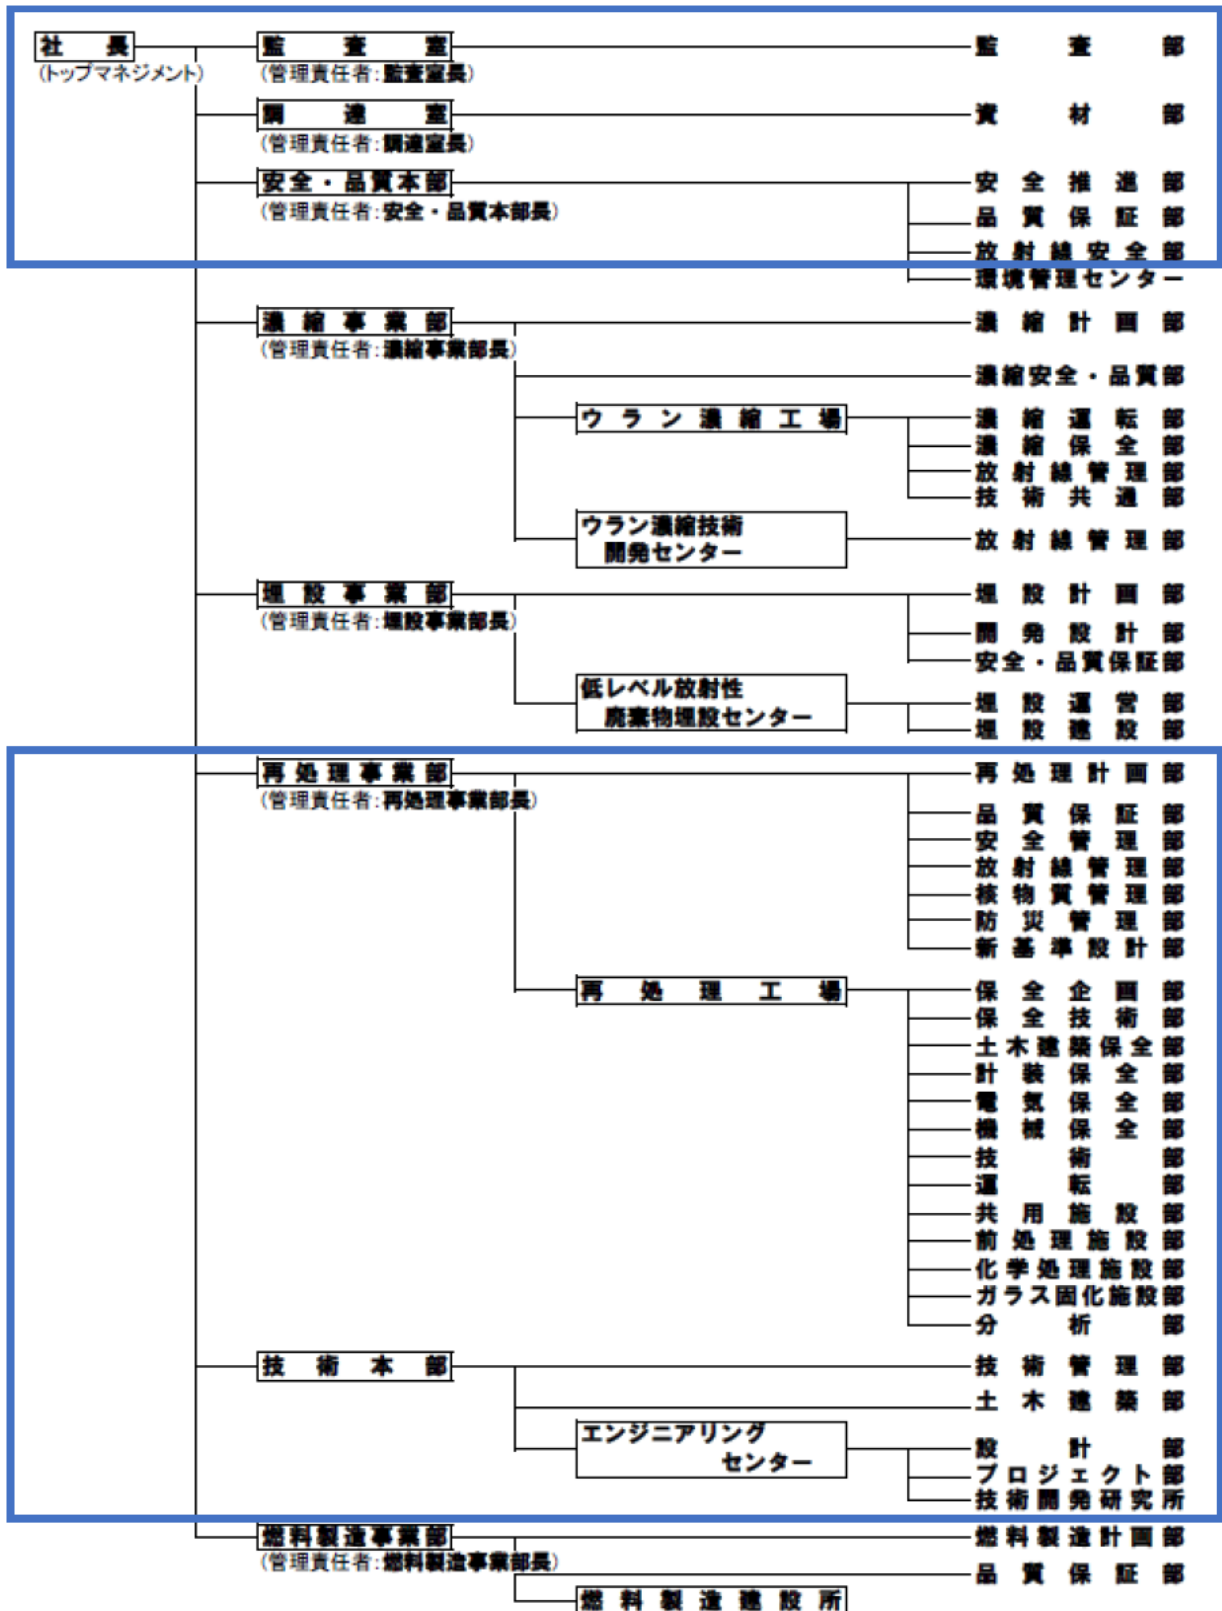 社長 監査室 監査部
(トップマネジメント) (管理責任者:監査室長)
調達室 資材部
(管理責任者:調達室長)
安全・品質本部 安全推進部
(管理責任者:安全・品質本部長) 品質保証部
放射線安全部
環境管理センター
濃縮事業部 濃縮計画部
(管理責任者:濃縮事業部長)
濃縮安全・品質部
ウラン濃縮工場 濃縮運転部
濃縮保全部
放射線管理部
技術共通部
ウラン濃縮技術
開発センター 放射線管理部
埋設事業部 埋設計画部
(管理責任者:埋設事業部長) 開発設計部
安全・品質保証部
低レベル放射性
廃棄物埋設センター 埋設運営部
埋設建設部
再処理事業部 再処理計画部
(管理責任者:再処理事業部長)
品質保証部
安全管理部
放射線管理部
核物質管理部
防災管理部
新基準設計部
再処理工場 保全企画部
保全技術部
土木建築保全部
計装保全部
電気保全部
機械保全部
技術部
運転部
共用施設部
前処理施設部
化学処理施設部
ガラス固化施設部
分析部
技術本部 技術管理部
土木建築部
エンジニアリング
センター 設計部
プロジェクト部
技術開発研究所
燃料製造事業部 燃料製造計画部
(管理責任者:燃料製造事業部長) 品質保証部
燃料製造建設所